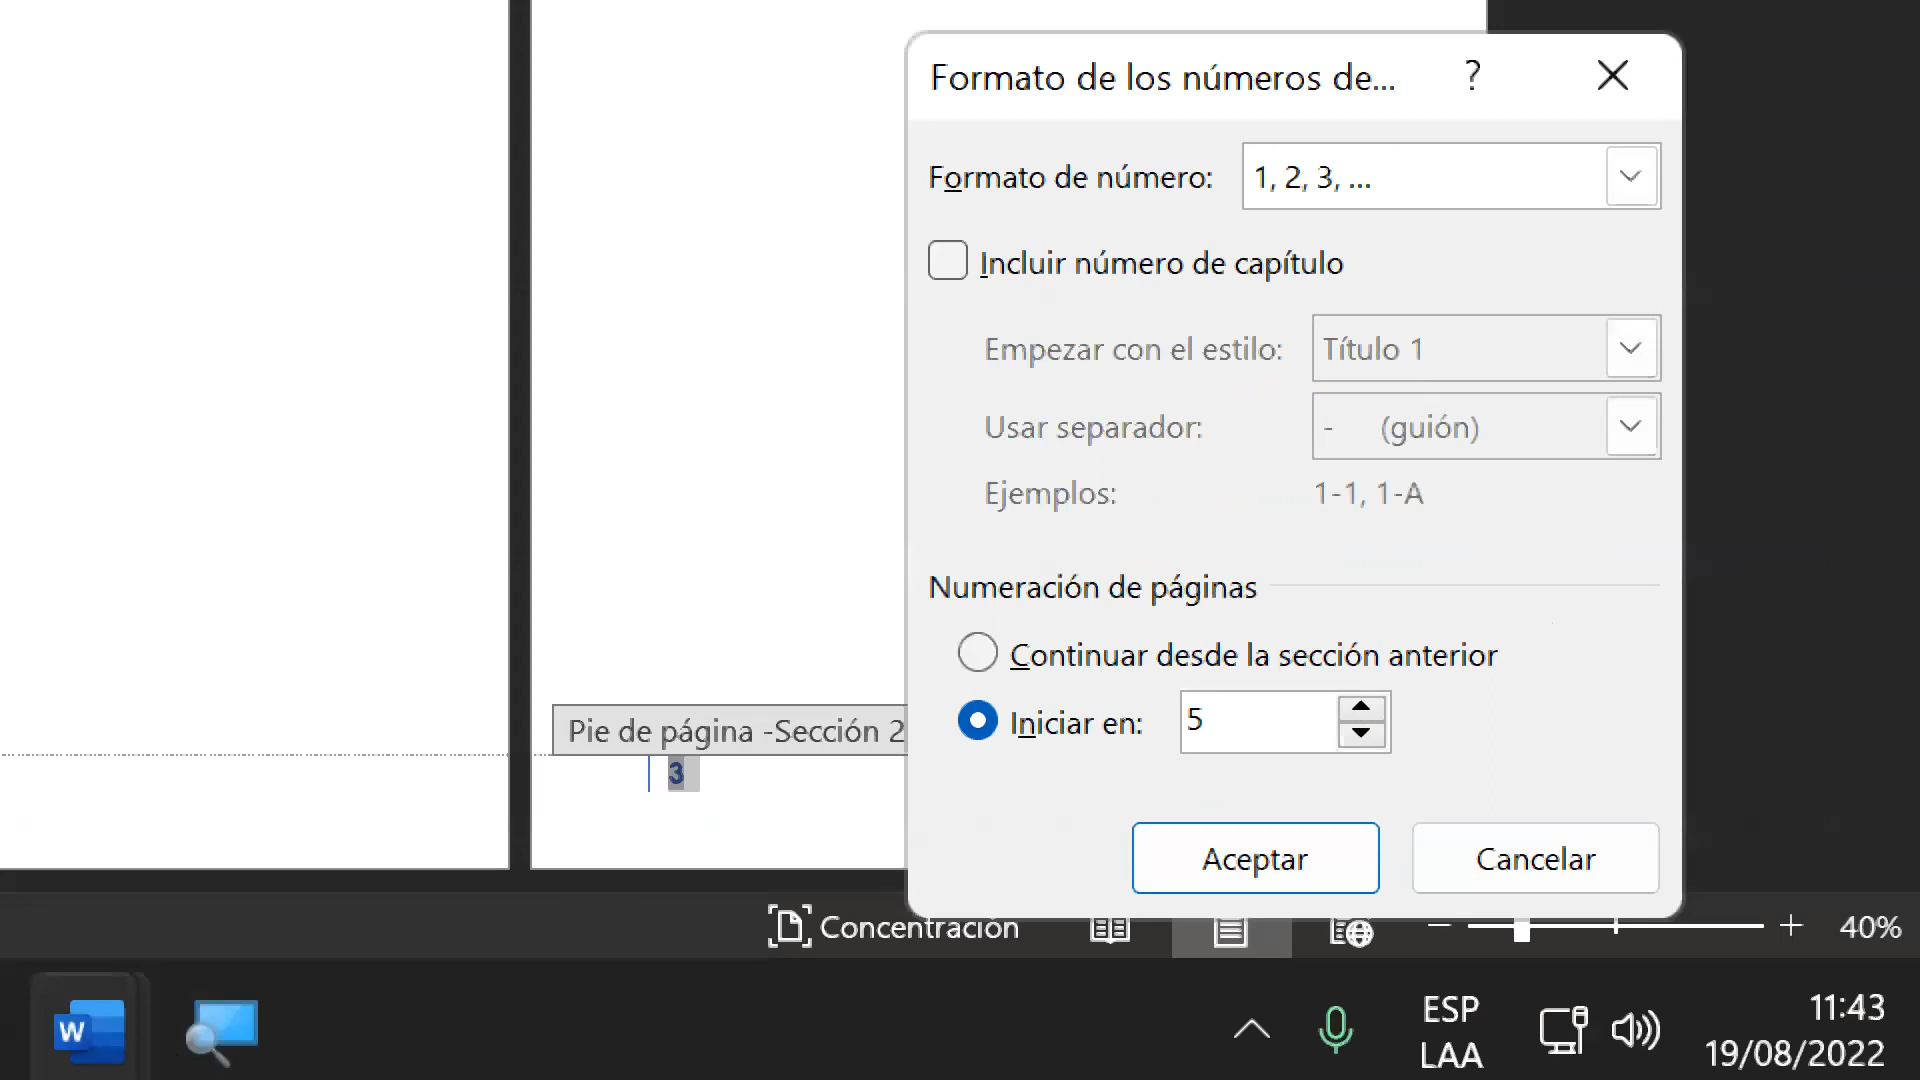 Formato de los números de...
?
Formato de número: 1, 2, 3, ...
Incluir número de capítulo
Empezar con el estilo: Título 1
Usar separador: - (guión)
Ejemplos: 1-1, 1-A
Numeración de páginas
Continuar desde la sección anterior
Iniciar en: 5
Pie de página -Sección 2
3
Aceptar Cancelar
Concentración 40%
W
ESP
LAA
11:43
19/08/2022